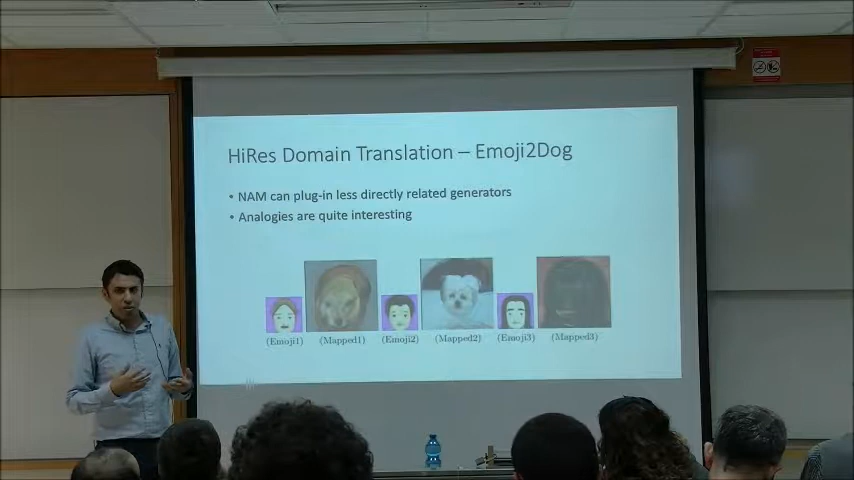 HiRes Domain Translation – Emoji2Dog
• NAM can plug-in less directly related generators
• Analogies are quite interesting
(Emoji1) (Mapped1) (Emoji2) (Mapped2) (Emoji3) (Mapped3)